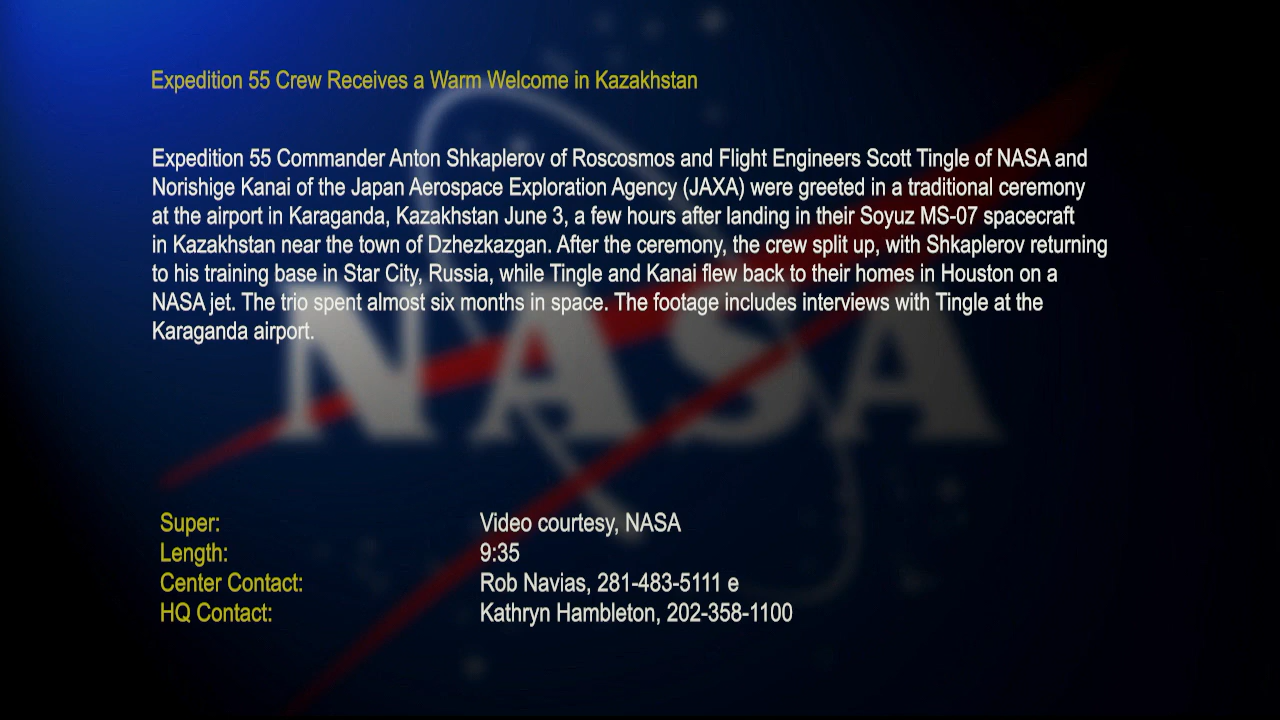 Expedition 55 Crew Receives a Warm Welcome in Kazakhstan
Expedition 55 Commander Anton Shkaplerov of Roscosmos and Flight Engineers Scott Tingle of NASA and
Norishige Kanai of the Japan Aerospace Exploration Agency (JAXA) were greeted in a traditional ceremony
at the airport in Karaganda, Kazakhstan June 3, a few hours after landing in their Soyuz MS-07 spacecraft
in Kazakhstan near the town of Dzhezkazgan. After the ceremony, the crew split up, with Shkaplerov returning
to his training base in Star City, Russia, while Tingle and Kanai flew back to their homes in Houston on a
NASA jet. The trio spent almost six months in space. The footage includes interviews with Tingle at the
Karaganda airport.
NASA
Super: Video courtesy, NASA
Length: 9:35
Center Contact: Rob Navias, 281-483-5111 e
HQ Contact: Kathryn Hambleton, 202-358-1100